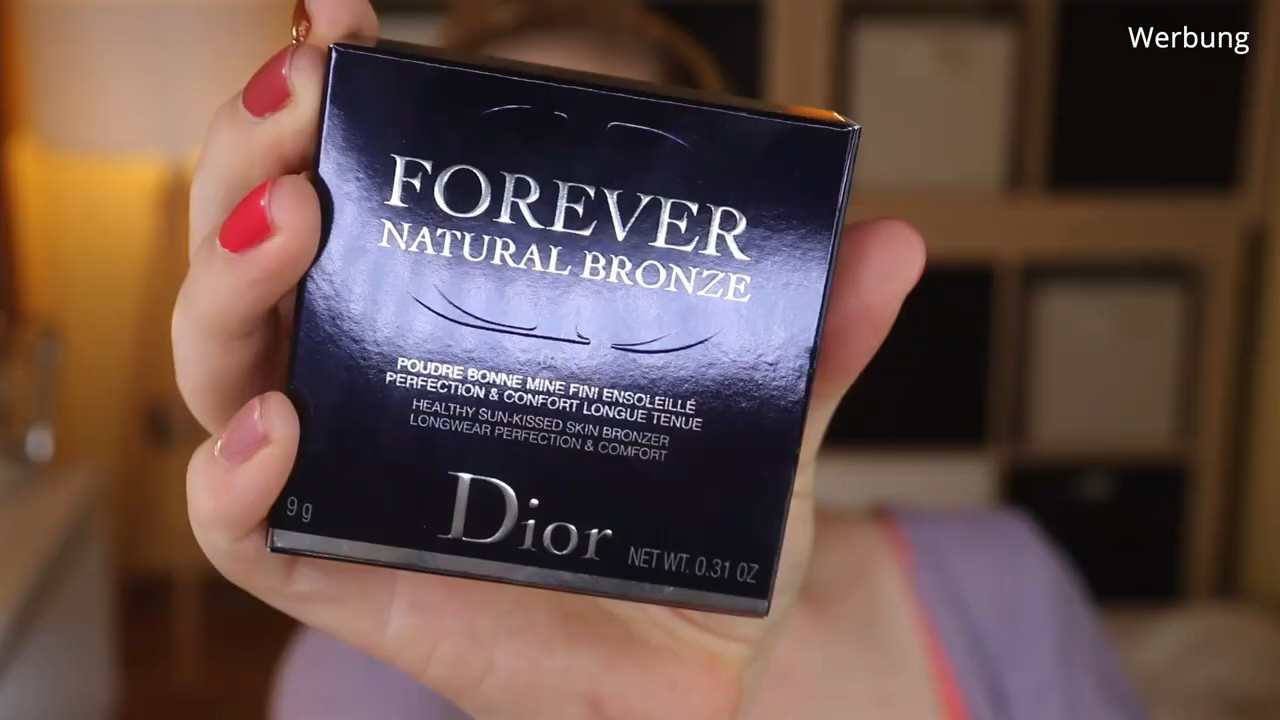 Werbung
FOREVER
NATURAL BRONZE
POUDRE BONNE MINE FINI ENSOLEILLÉ
PERFECTION & CONFORT LONGUE TENUE
HEALTHY SUN-KISSED SKIN BRONZER
LONGWEAR PERFECTION & COMFORT
Dior
9 g
NET WT. 0.31 OZ